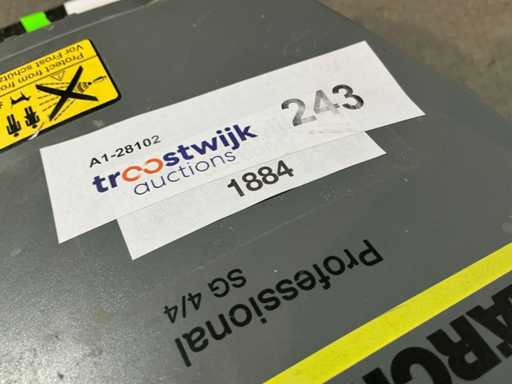 Protect from fro
Vor Frost schütz
A1-28102
troostwijk
auctions
243
1884
Professional
SG 4/4